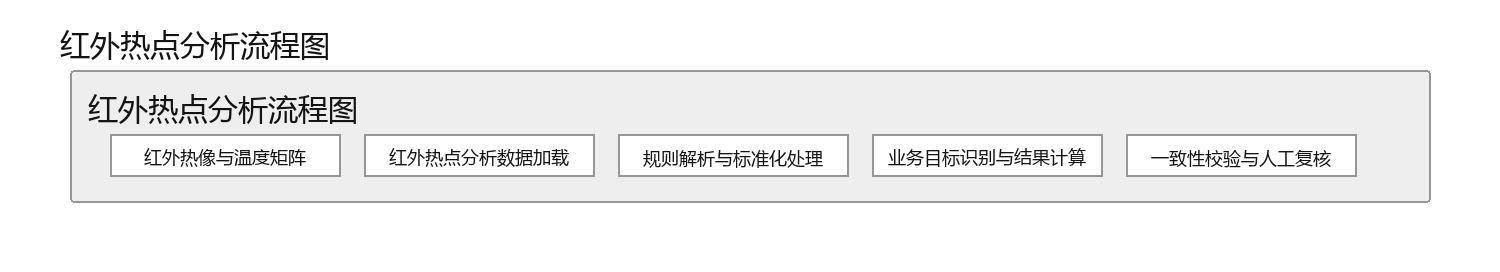 红外热点分析流程图
红外热点分析流程图
红外热像与温度矩阵
红外热点分析数据加载
规则解析与标准化处理
业务目标识别与结果计算
一致性校验与人工复核